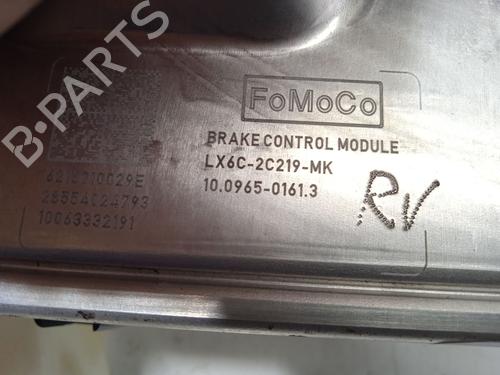 FoMoCo
BRAKE CONTROL MODULE
LX6C-2C219-MK
10.0965-0161.3
RV
28554024793
10063332191
B-PARTS